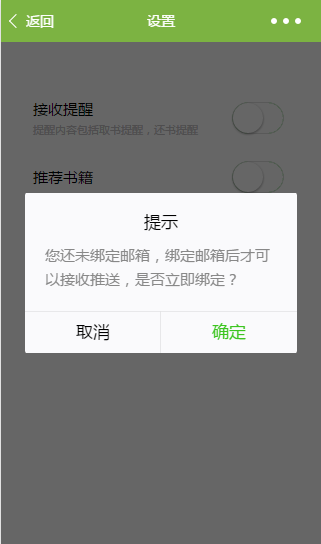 返回
设置
接收提醒
提醒内容包括取书提醒，还书提醒
推荐书籍
提示
您还未绑定邮箱，绑定邮箱后才可
以接收推送，是否立即绑定？
取消
确定